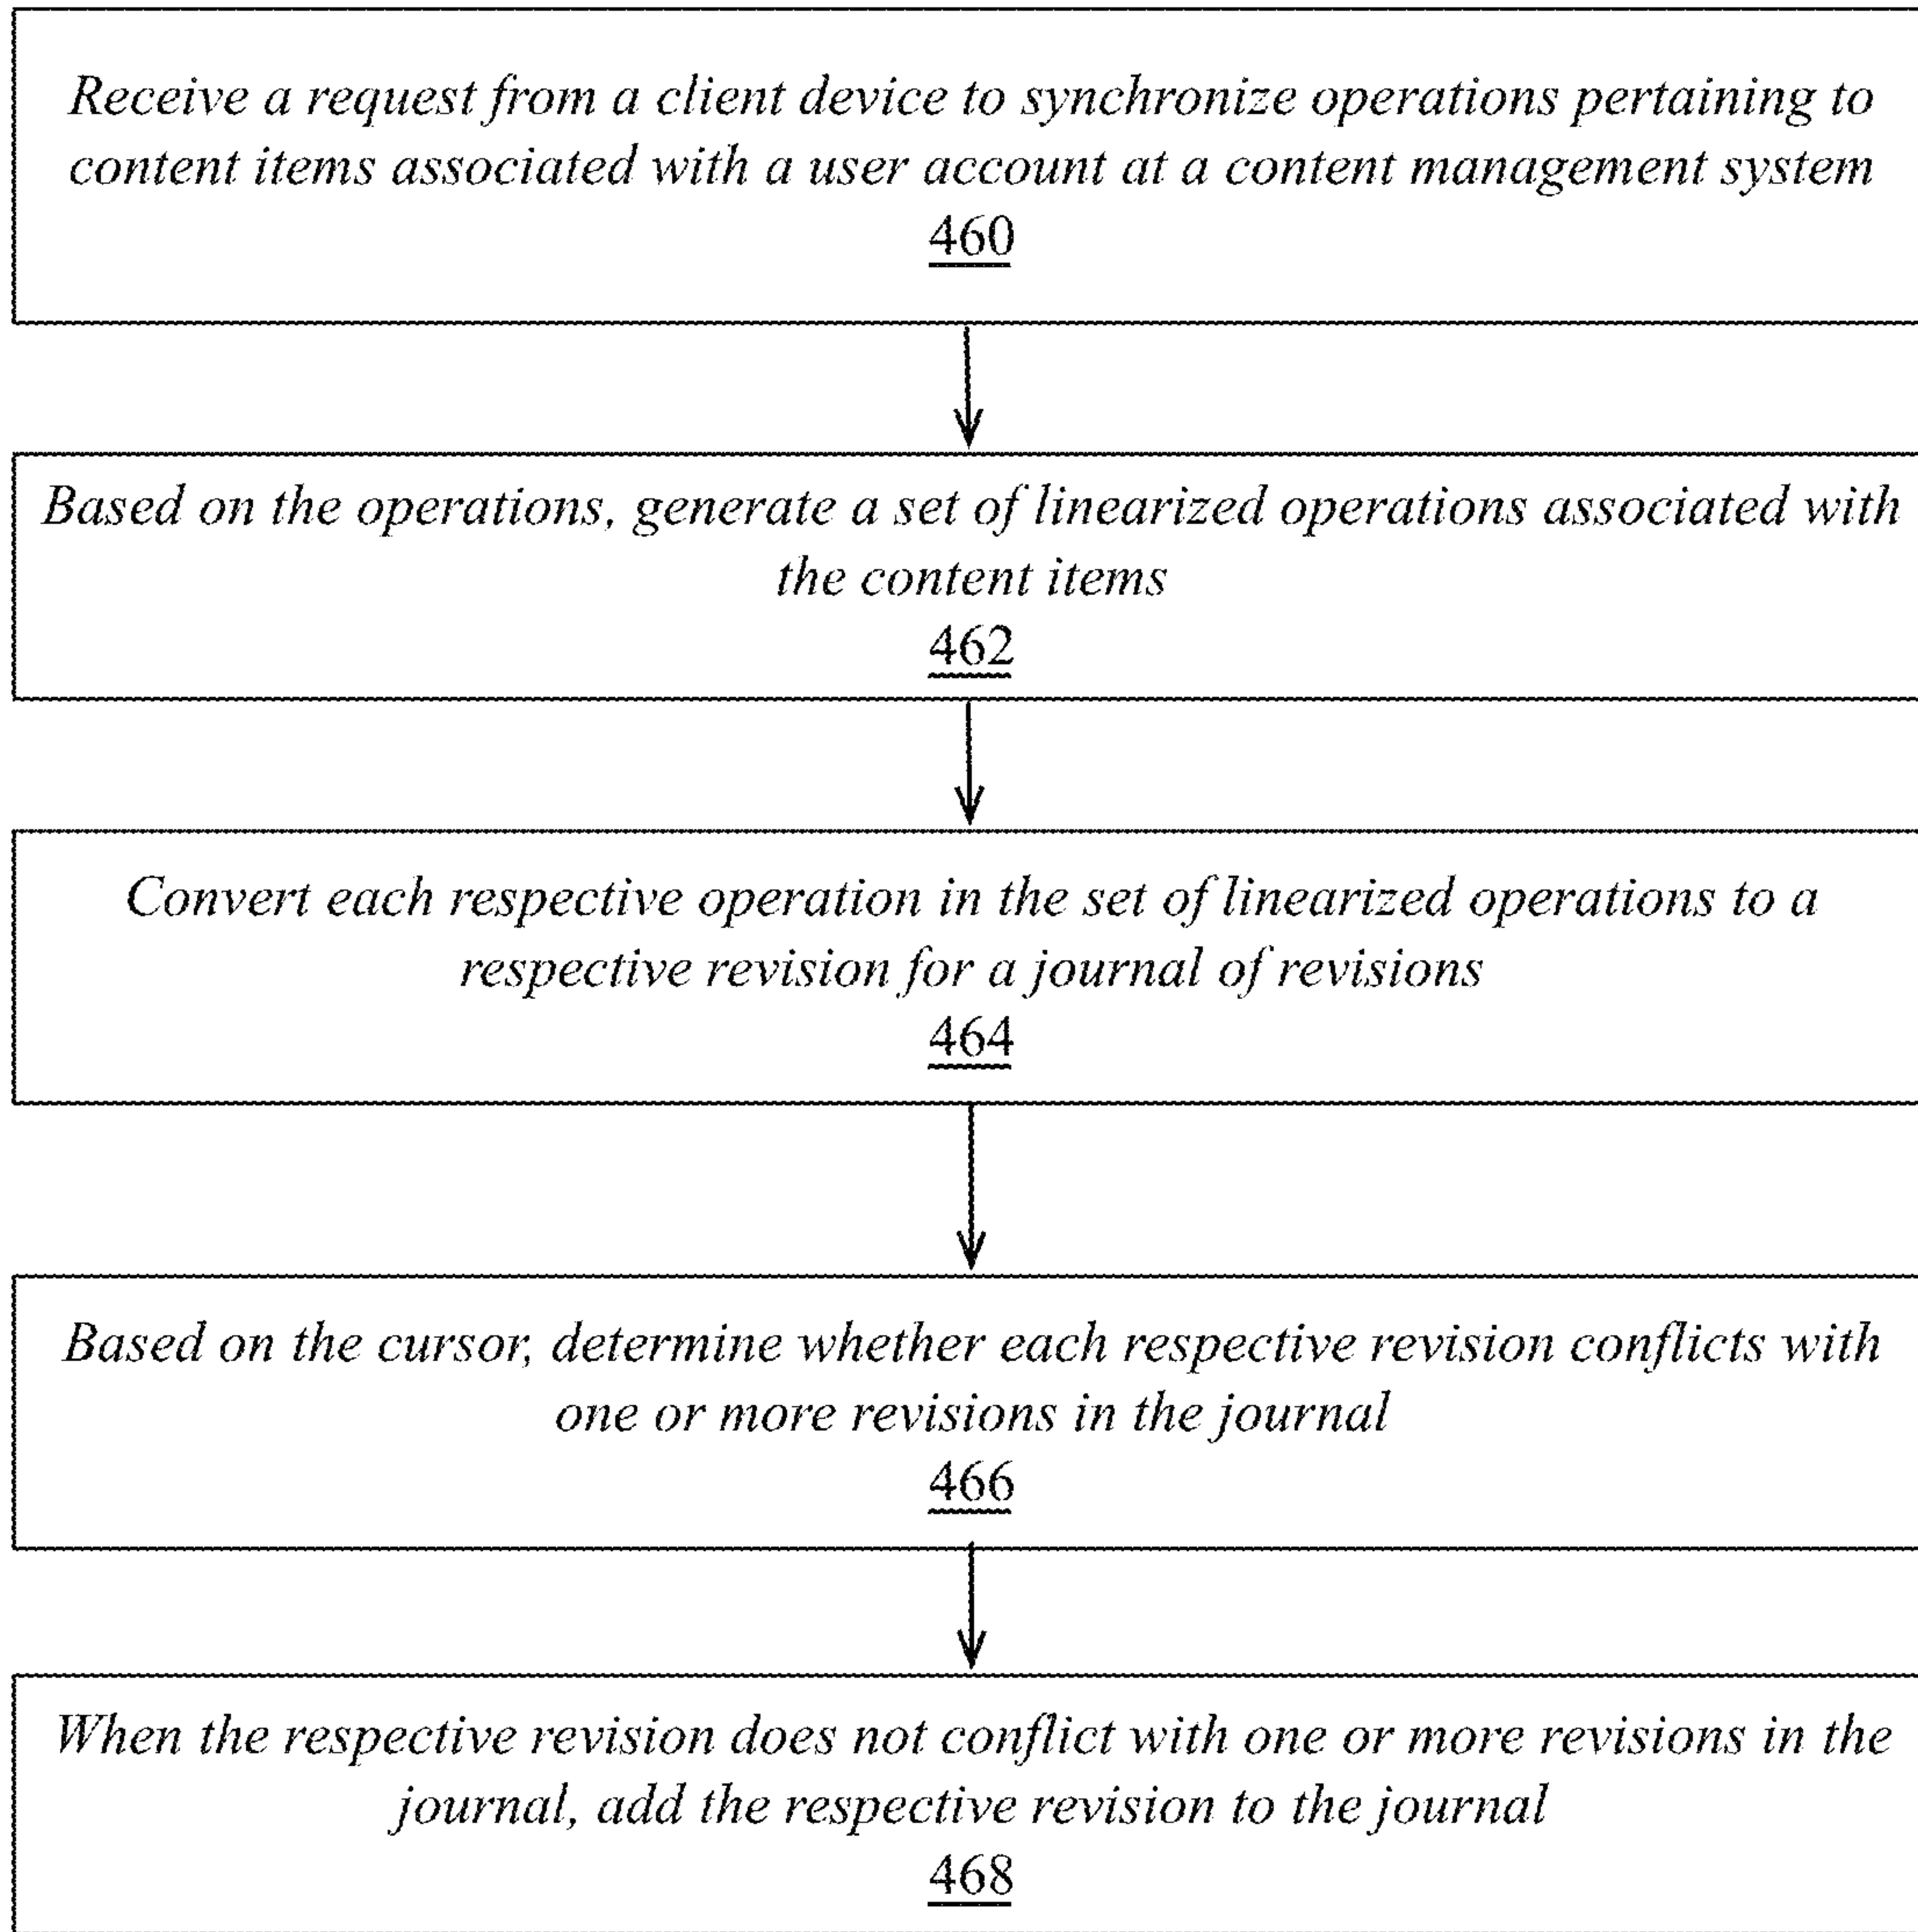 Receive a request from a client device to synchronize operations pertaining to
content items associated with a user account at a content management system
460
Based on the operations, generate a set of linearized operations associated with
the content items
462
Convert each respective operation in the set of linearized operations to a
respective revision for a journal of revisions
464
Based on the cursor, determine whether each respective revision conflicts with
one or more revisions in the journal
466
When the respective revision does not conflict with one or more revisions in the
journal, add the respective revision to the journal
468